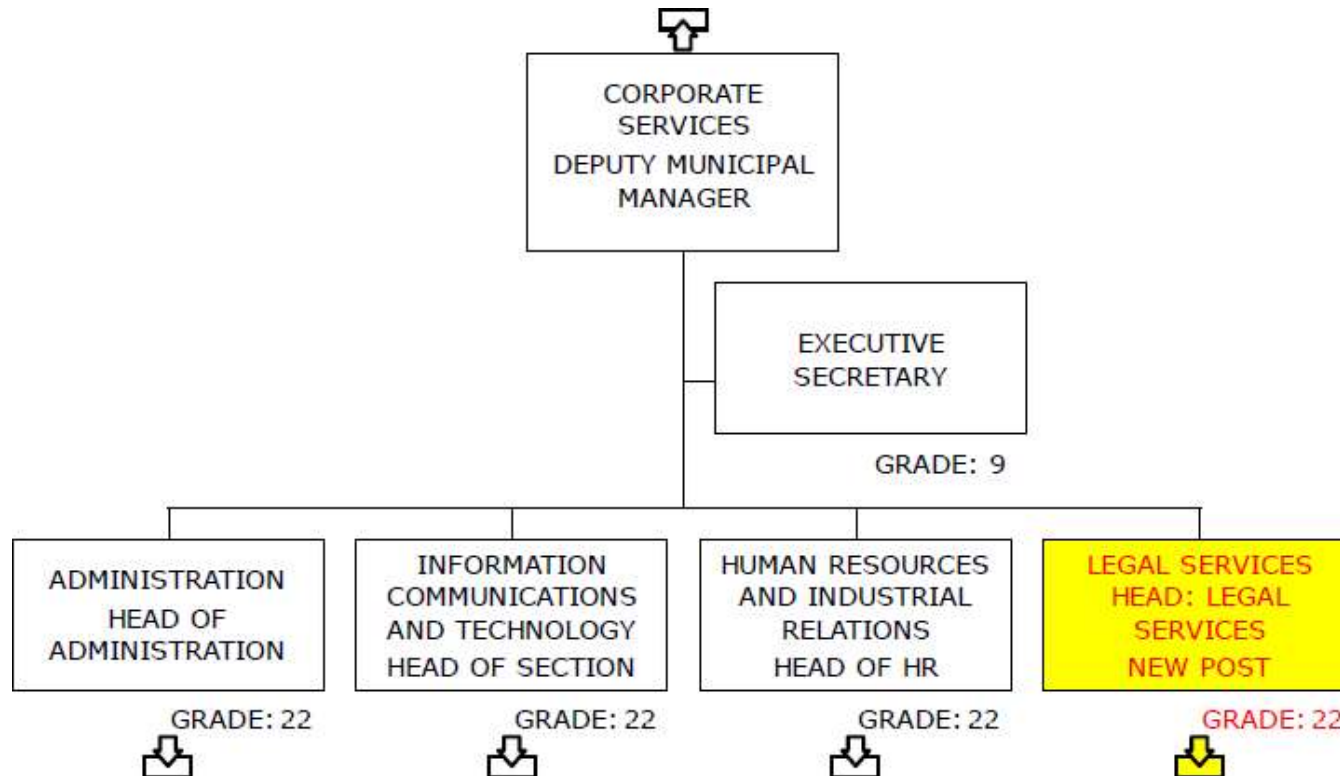 CORPORATE
SERVICES
DEPUTY MUNICIPAL
MANAGER
EXECUTIVE
SECRETARY
GRADE: 9
ADMINISTRATION
HEAD OF
ADMINISTRATION
GRADE: 22
INFORMATION
COMMUNICATIONS
AND TECHNOLOGY
HEAD OF SECTION
GRADE: 22
HUMAN RESOURCES
AND INDUSTRIAL
RELATIONS
HEAD OF HR
GRADE: 22
LEGAL SERVICES
HEAD: LEGAL
SERVICES
NEW POST
GRADE: 22